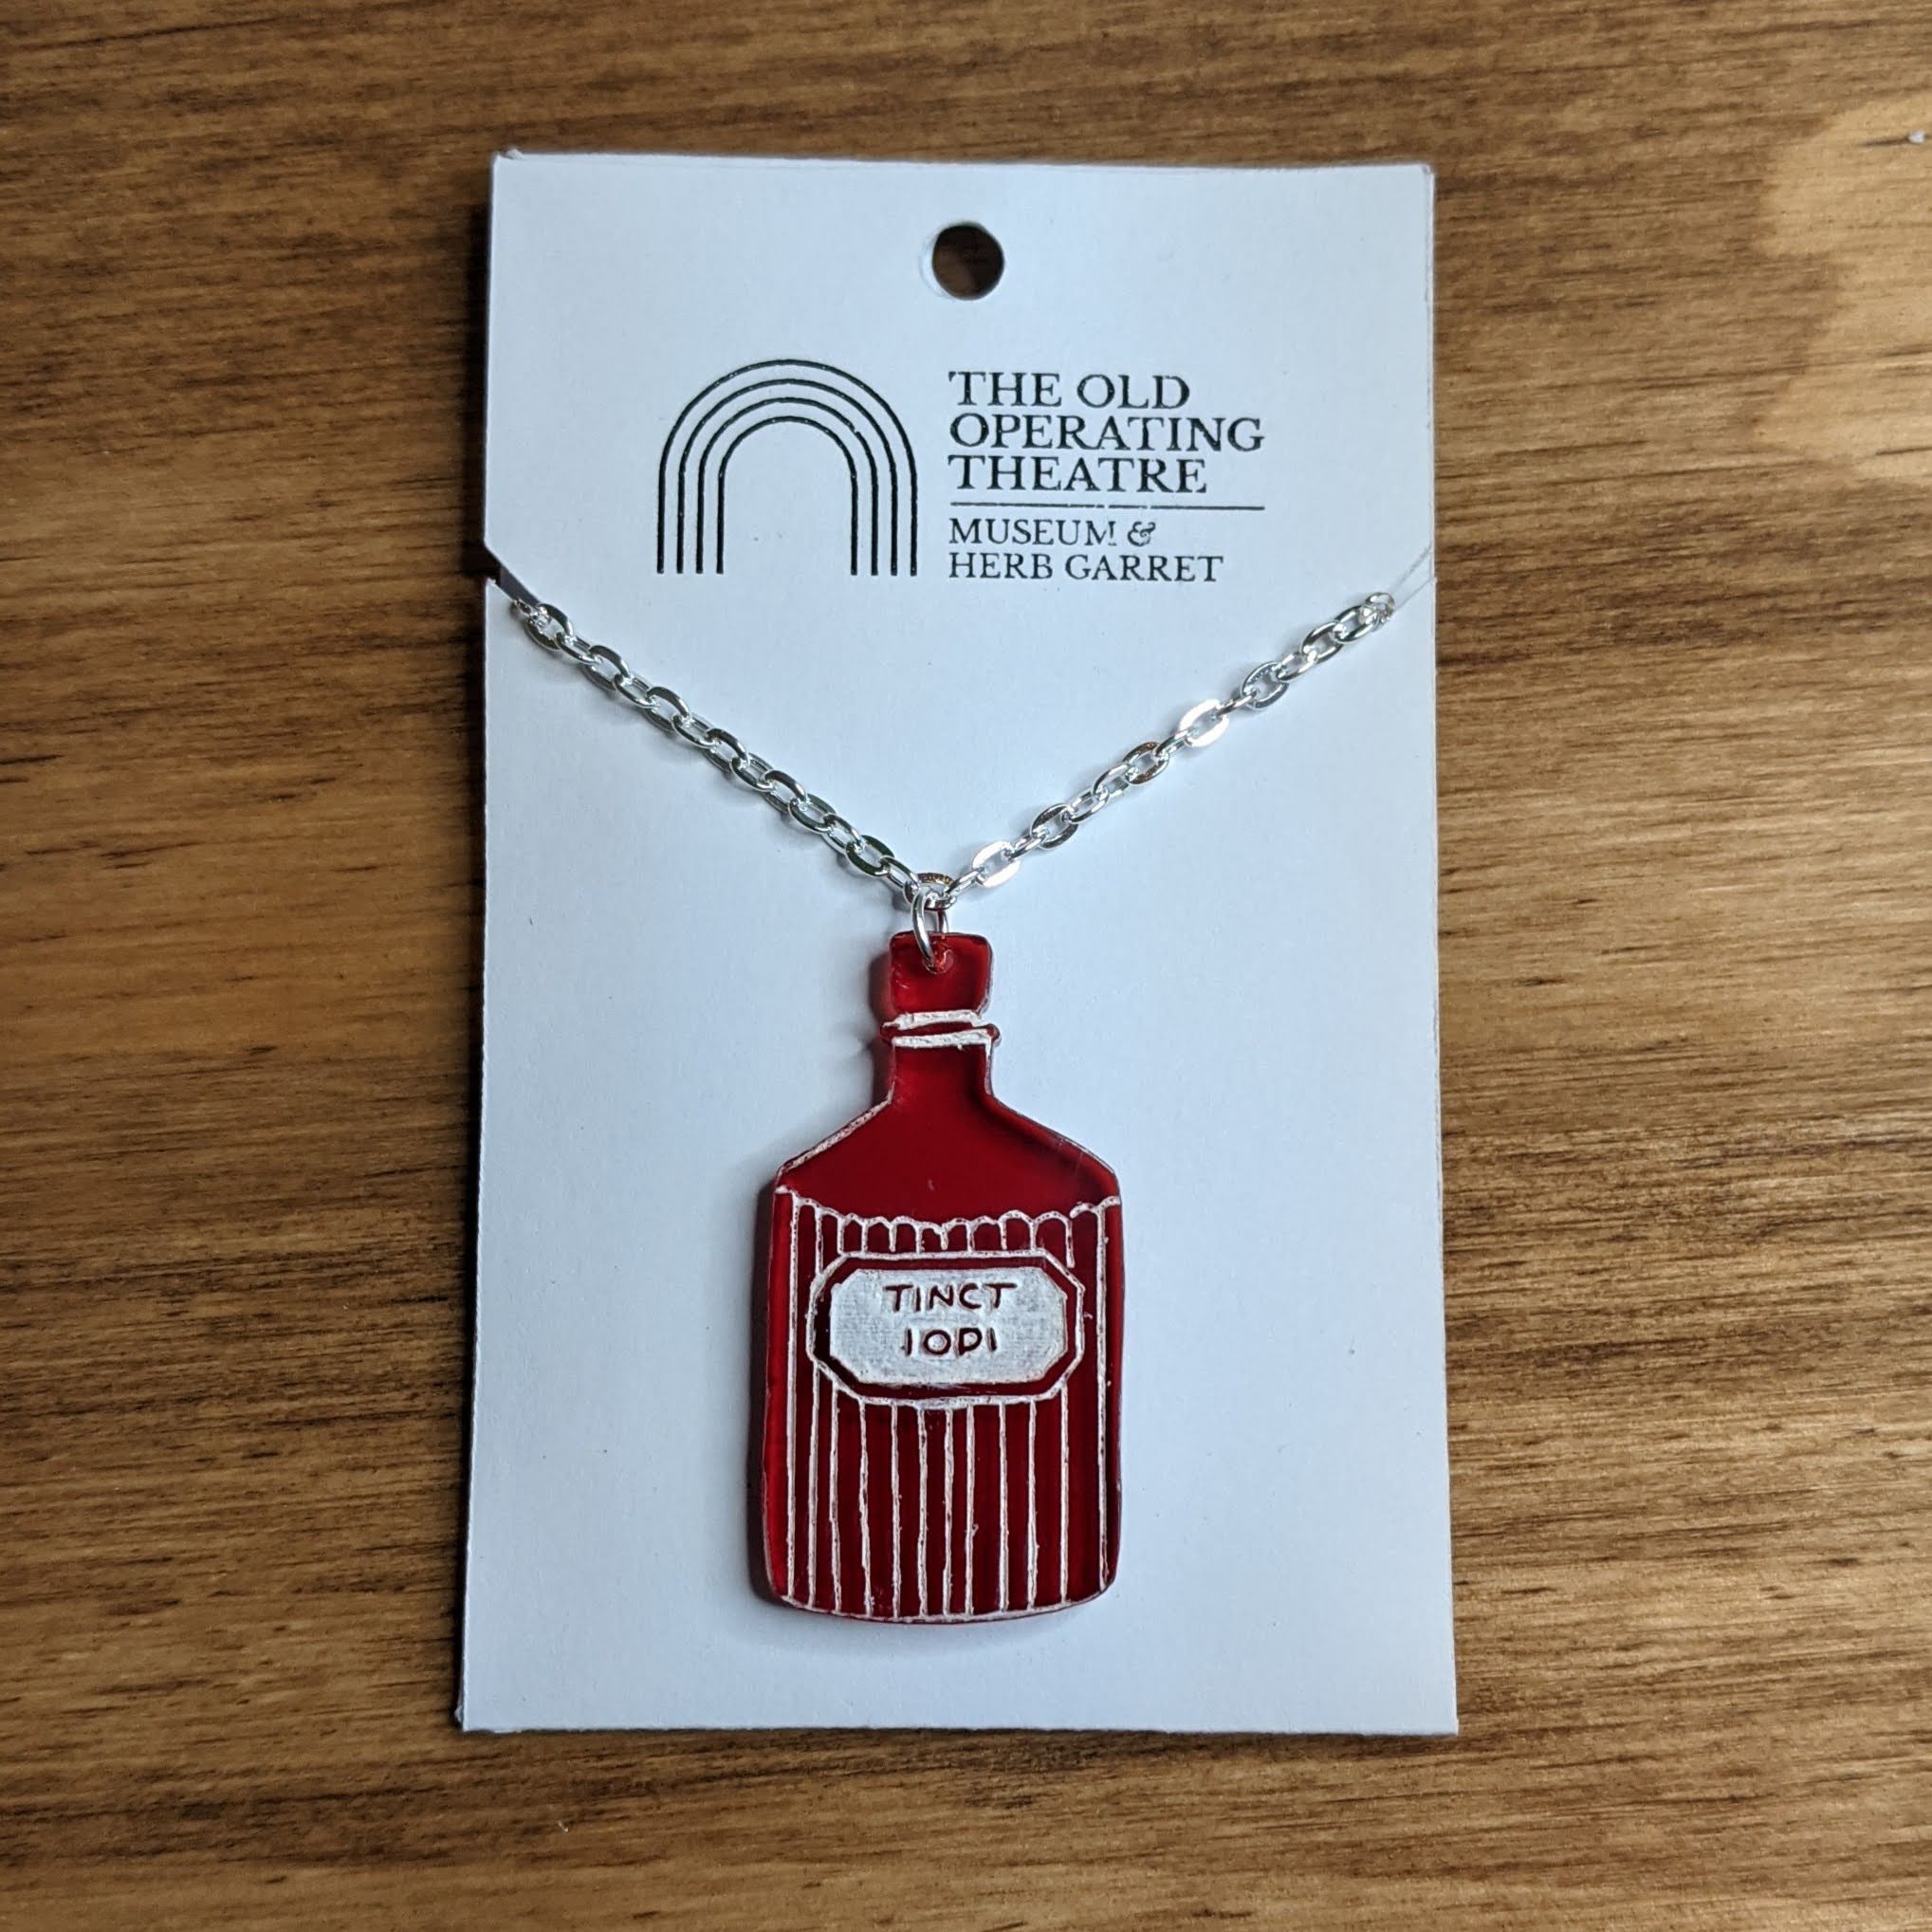 THE OLD
OPERATING
THEATRE
MUSEUM &
HERB GARRET
TINCT
IODI